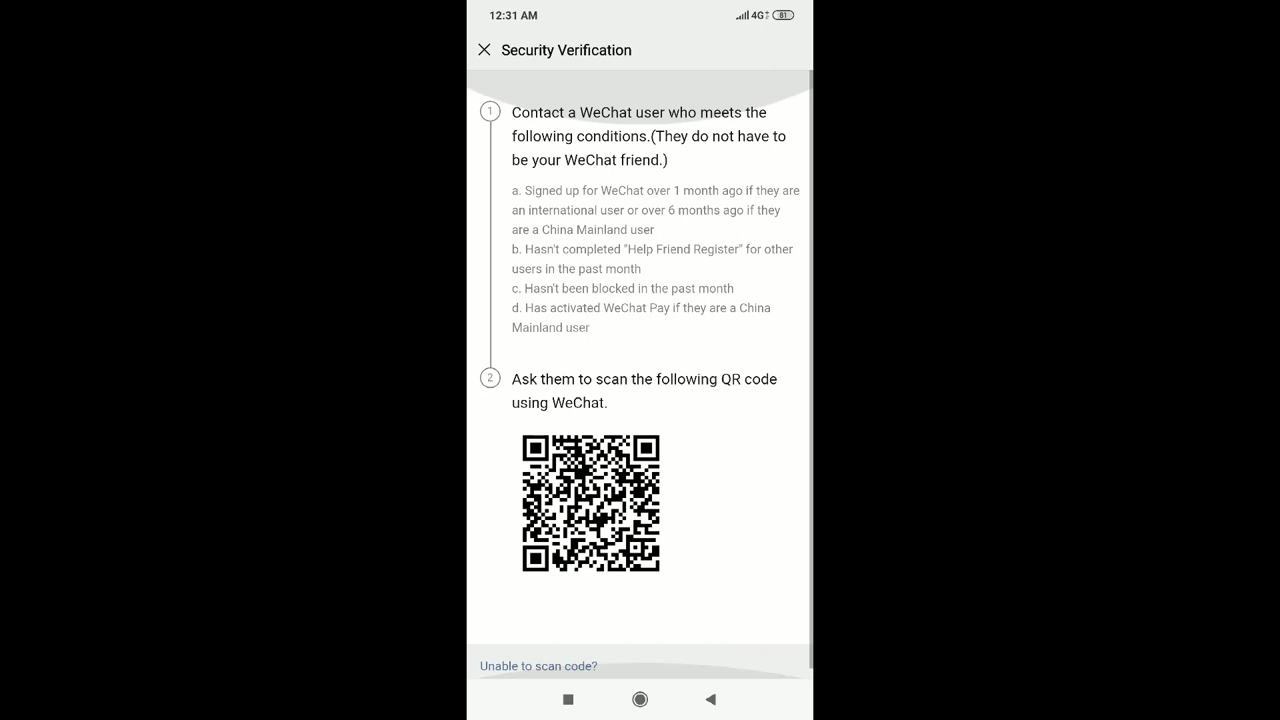 12:31 AM
4G+
81
Security Verification
1
Contact a WeChat user who meets the
following conditions.(They do not have to
be your WeChat friend.)
a. Signed up for WeChat over 1 month ago if they are
an international user or over 6 months ago if they
are a China Mainland user
b. Hasn't completed "Help Friend Register" for other
users in the past month
c. Hasn't been blocked in the past month
d. Has activated WeChat Pay if they are a China
Mainland user
2
Ask them to scan the following QR code
using WeChat.
Unable to scan code?